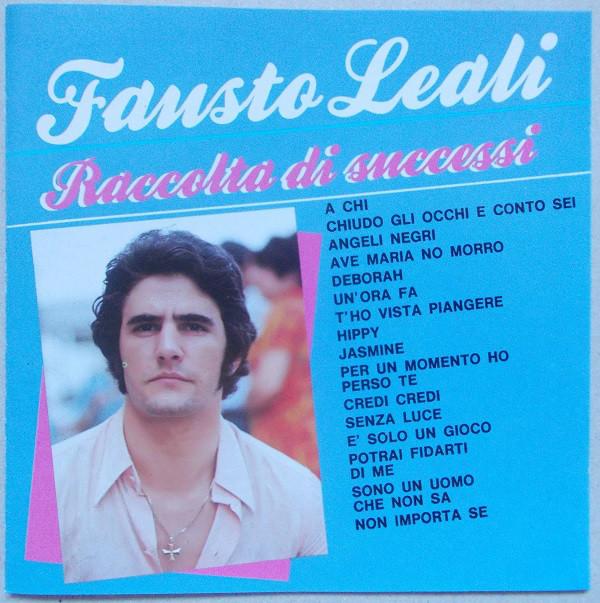 Fausto Leali
Raccolta di successi
A CHI
CHIUDO GLI OCCHI E CONTO SEI
ANGELI NEGRI
AVE MARIA NO MORRO
DEBORAH
UN'ORA FA
T'HO VISTA PIANGERE
HIPPY
JASMINE
PER UN MOMENTO HO
PERSO TE
CREDI CREDI
SENZA LUCE
E' SOLO UN GIOCO
POTRAI FIDARTI
DI ME
SONO UN UOMO
CHE NON SA
NON IMPORTA SE